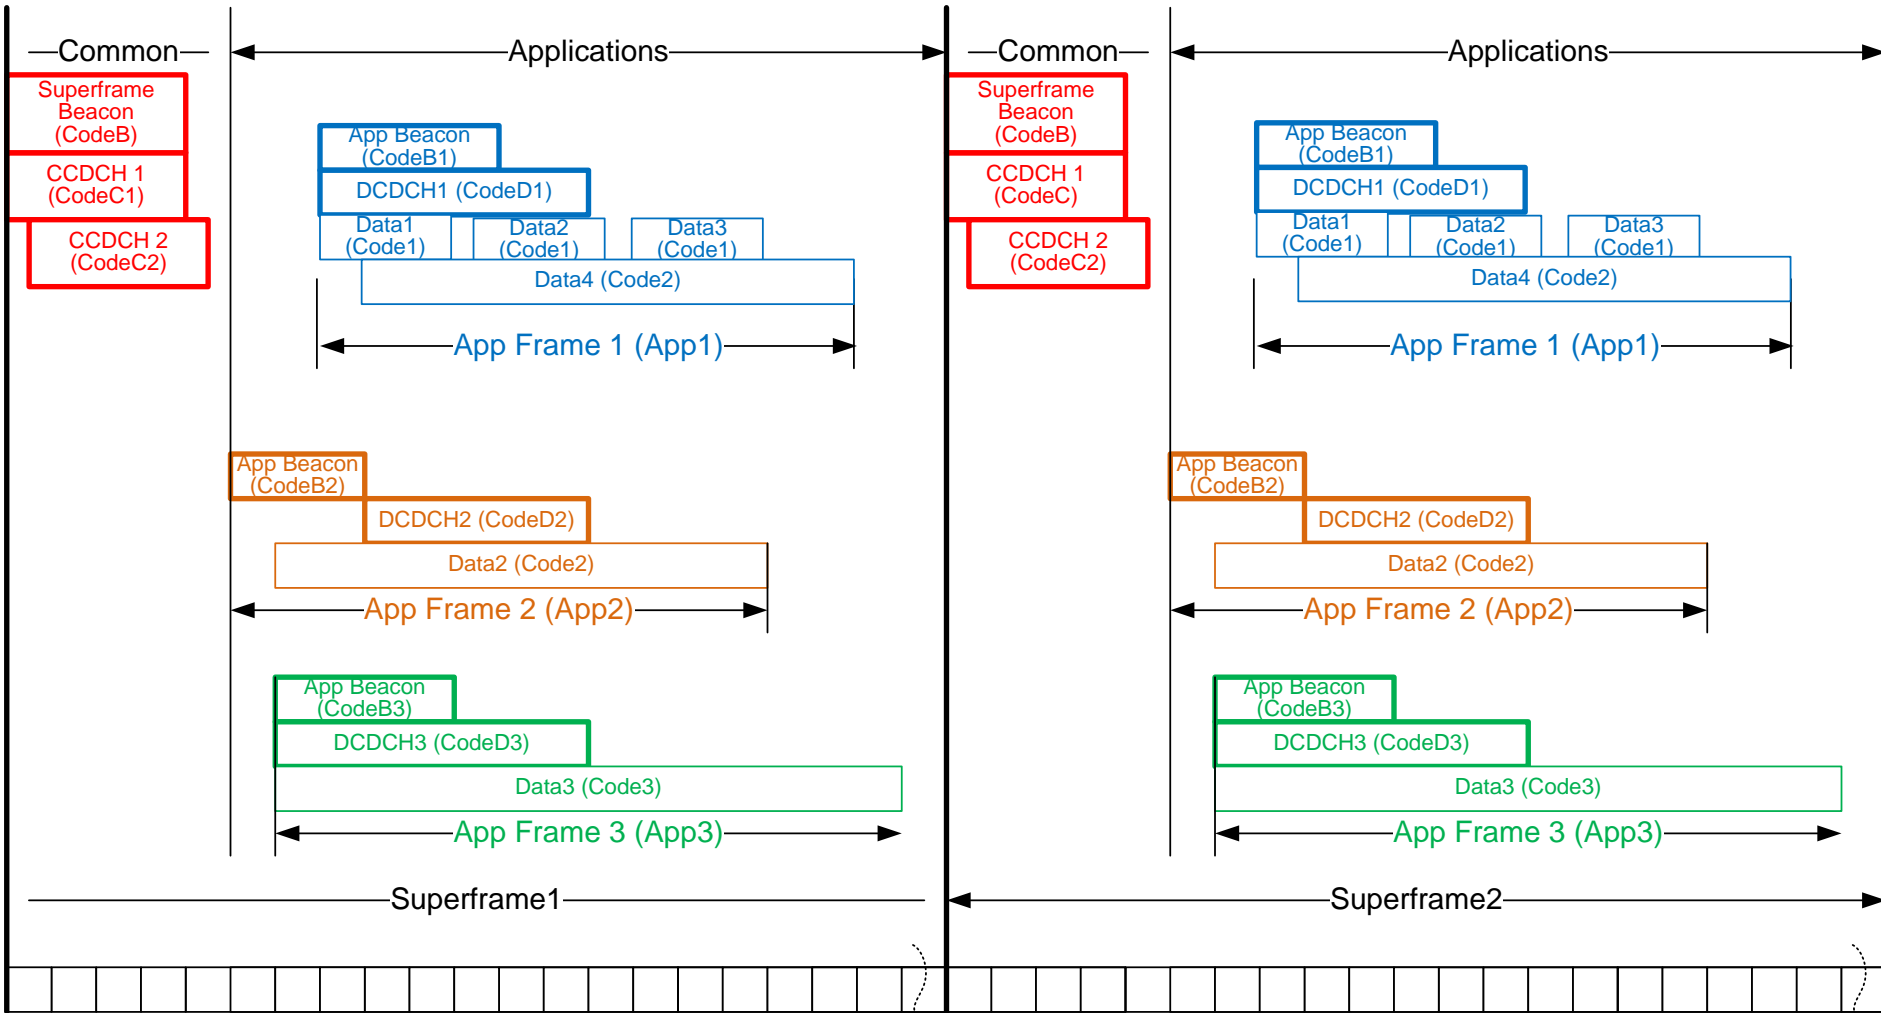 Common
Applications
Common
Applications
Superframe
Beacon
(CodeB)
CCDCH 1
(CodeC1)
CCDCH 2
(CodeC2)
App Beacon
(CodeB1)
DCDCH1 (CodeD1)
Data1
(Code1)
Data2
(Code1)
Data3
(Code1)
Data4 (Code2)
App Frame 1 (App1)
App Beacon
(CodeB2)
DCDCH2 (CodeD2)
Data2 (Code2)
App Frame 2 (App2)
App Beacon
(CodeB3)
DCDCH3 (CodeD3)
Data3 (Code3)
App Frame 3 (App3)
Superframe1
Superframe
Beacon
(CodeB)
CCDCH 1
(CodeC)
CCDCH 2
(CodeC2)
App Beacon
(CodeB1)
DCDCH1 (CodeD1)
Data1
(Code1)
Data2
(Code1)
Data3
(Code1)
Data4 (Code2)
App Frame 1 (App1)
App Beacon
(CodeB2)
DCDCH2 (CodeD2)
Data2 (Code2)
App Frame 2 (App2)
App Beacon
(CodeB3)
DCDCH3 (CodeD3)
Data3 (Code3)
App Frame 3 (App3)
Superframe2